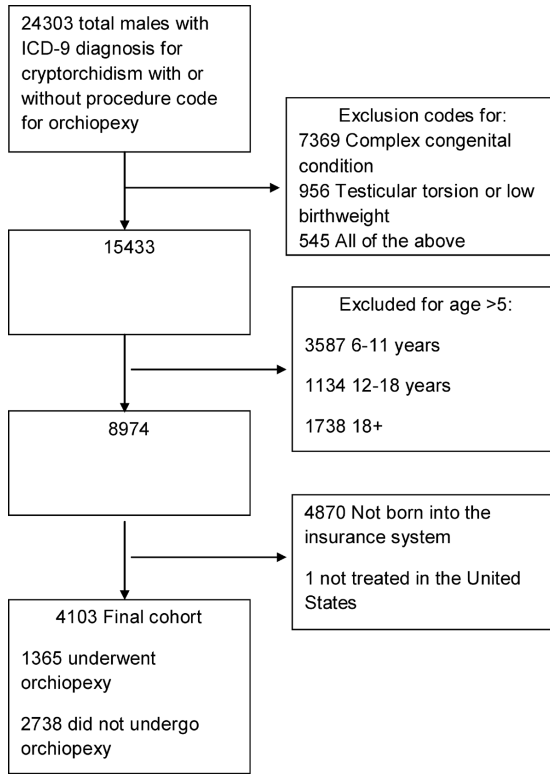 24303 total males with
ICD-9 diagnosis for
cryptorchidism with or
without procedure code
for orchiopexy
Exclusion codes for:
7369 Complex congenital
condition
956 Testicular torsion or low
birthweight
545 All of the above
15433
Excluded for age >5:
3587 6-11 years
1134 12-18 years
1738 18+
8974
4870 Not born into the
insurance system
1 not treated in the United
States
4103 Final cohort
1365 underwent
orchiopexy
2738 did not undergo
orchiopexy